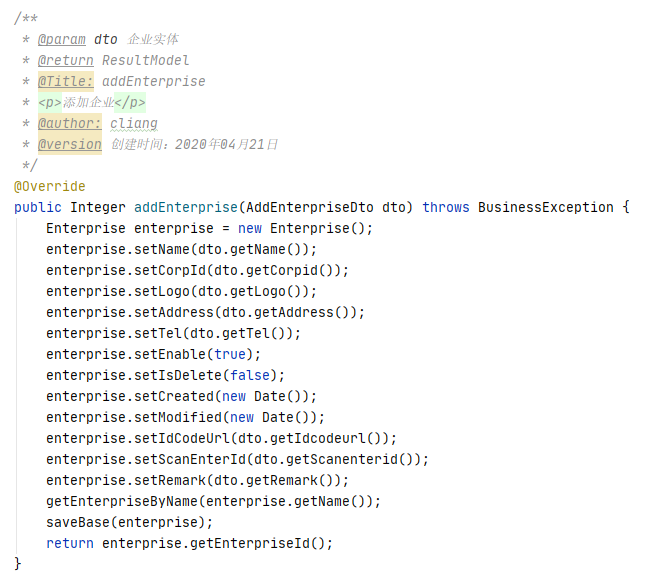 /**
 * @param dto 企业实体
 * @return ResultModel
 * @Title: addEnterprise
 * <p>添加企业</p>
 * @author: cliang
 * @version 创建时间：2020年04月21日
 */
@Override
public Integer addEnterprise(AddEnterpriseDto dto) throws BusinessException {
    Enterprise enterprise = new Enterprise();
    enterprise.setName(dto.getName());
    enterprise.setCorpId(dto.getCorpid());
    enterprise.setLogo(dto.getLogo());
    enterprise.setAddress(dto.getAddress());
    enterprise.setTel(dto.getTel());
    enterprise.setEnable(true);
    enterprise.setIsDelete(false);
    enterprise.setCreated(new Date());
    enterprise.setModified(new Date());
    enterprise.setIdCodeUrl(dto.getIdcodeurl());
    enterprise.setScanEnterId(dto.getScanenterid());
    enterprise.setRemark(dto.getRemark());
    getEnterpriseByName(enterprise.getName());
    saveBase(enterprise);
    return enterprise.getEnterpriseId();
}